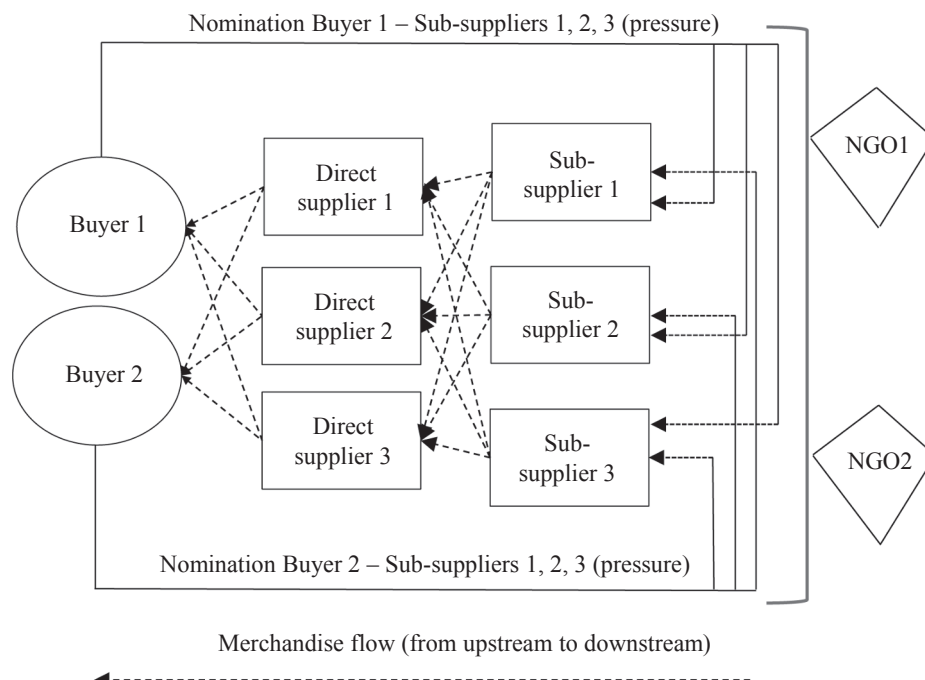 Nomination Buyer 1 – Sub-suppliers 1, 2, 3 (pressure)
NGO1
Direct
supplier 1
Sub-
supplier 1
Buyer 1
Direct
supplier 2
Sub-
supplier 2
Buyer 2
Direct
supplier 3
Sub-
supplier 3
NGO2
Nomination Buyer 2 – Sub-suppliers 1, 2, 3 (pressure)
Merchandise flow (from upstream to downstream)